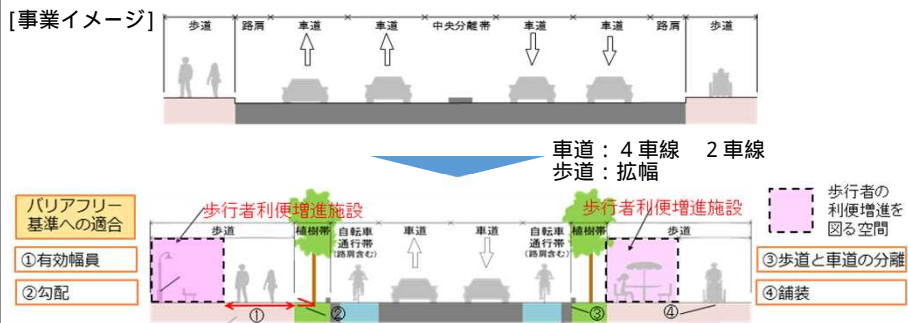 [事業イメージ]
歩道 路肩 車道 車道 中央分離帯 車道 車道 路肩 歩道
車道：４車線　２車線
歩道：拡幅
バリアフリー
基準への適合
①有効幅員
②勾配
歩行者利便増進施設
歩行者利便増進施設
歩道 植樹帯 自転車 車道 車道 自転車 植樹帯 歩道
通行帯 通行帯
(路肩含む) (路肩含む)
① ② ③ ④
歩行者の
利便増進を
図る空間
③歩道と車道の分離
④舗装